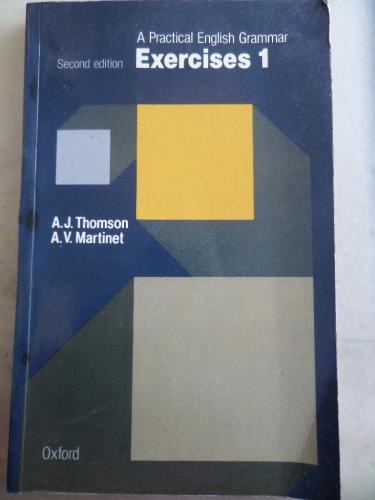 A Practical English Grammar
Second edition Exercises 1
A.J. Thomson
A.V. Martinet
Oxford